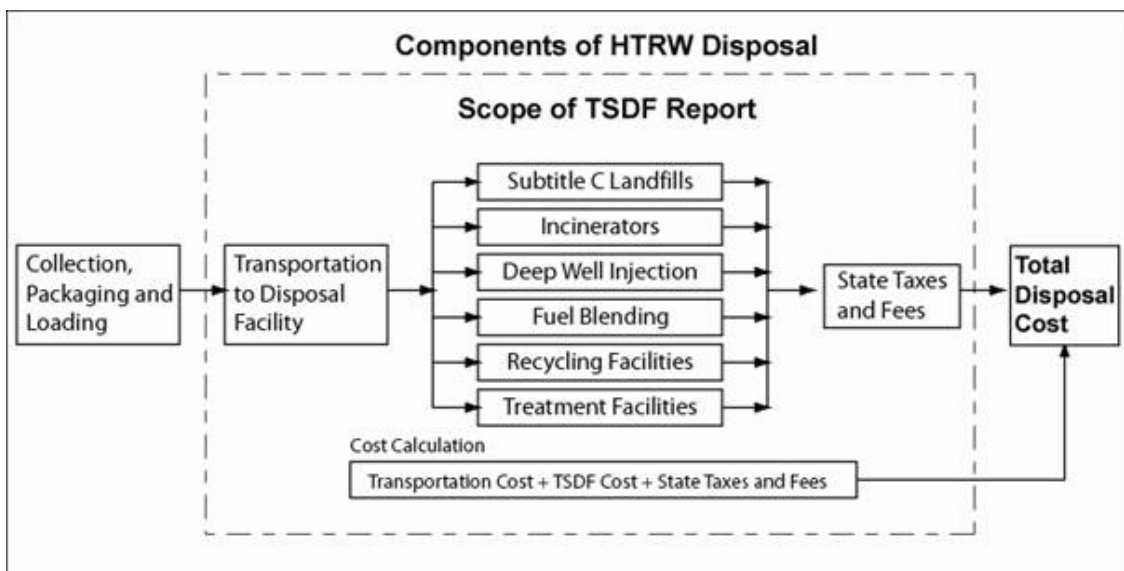 Components of HTRW Disposal
Scope of TSDF Report
Collection,
Packaging and
Loading
Transportation
to Disposal
Facility
Subtitle C Landfills
Incinerators
Deep Well Injection
Fuel Blending
Recycling Facilities
Treatment Facilities
State Taxes
and Fees
Total
Disposal
Cost
Cost Calculation
Transportation Cost + TSDF Cost + State Taxes and Fees